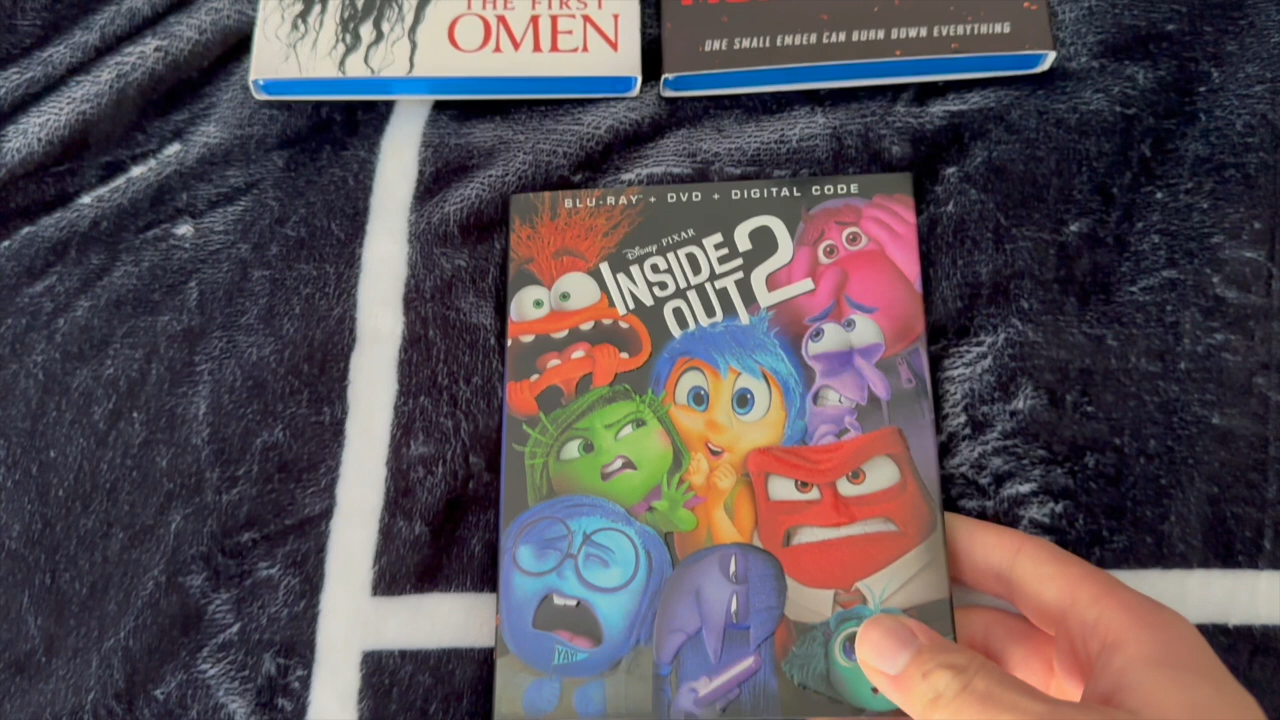 THE FIRST
OMEN
ONE SMALL EMBER CAN BURN DOWN EVERYTHING
BLU-RAY™ + DVD + DIGITAL CODE
Disney · PIXAR
INSIDE
OUT 2